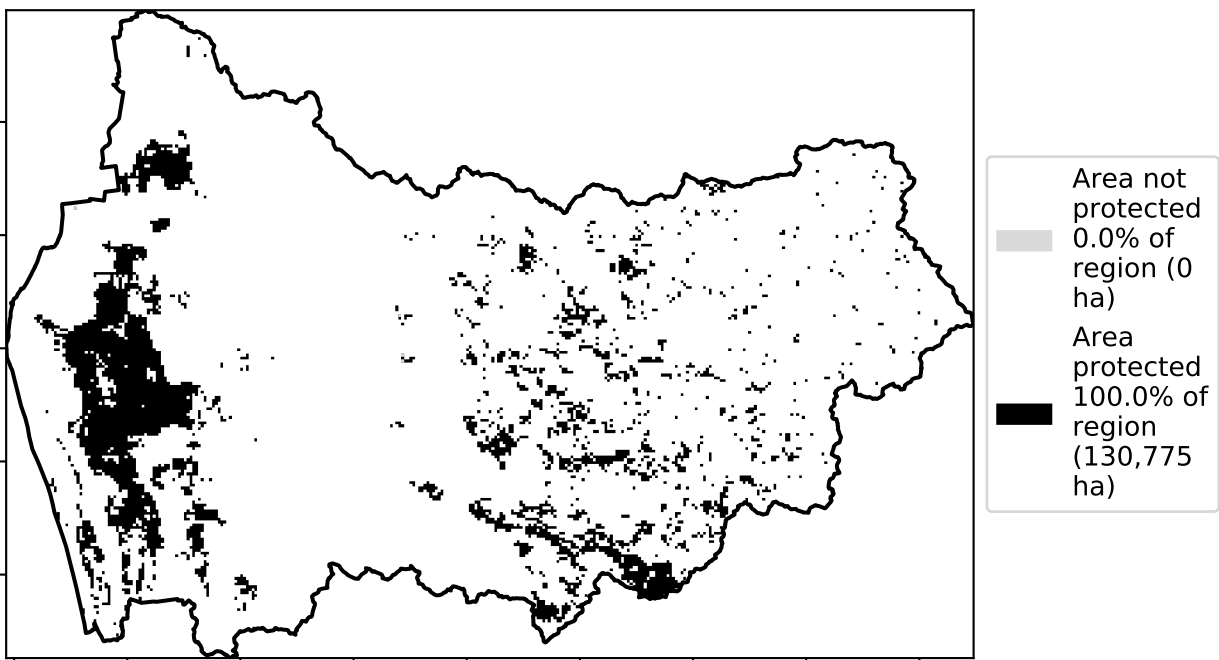 Area not
protected
0.0% of
region (0
ha)
Area
protected
100.0% of
region
(130,775
ha)